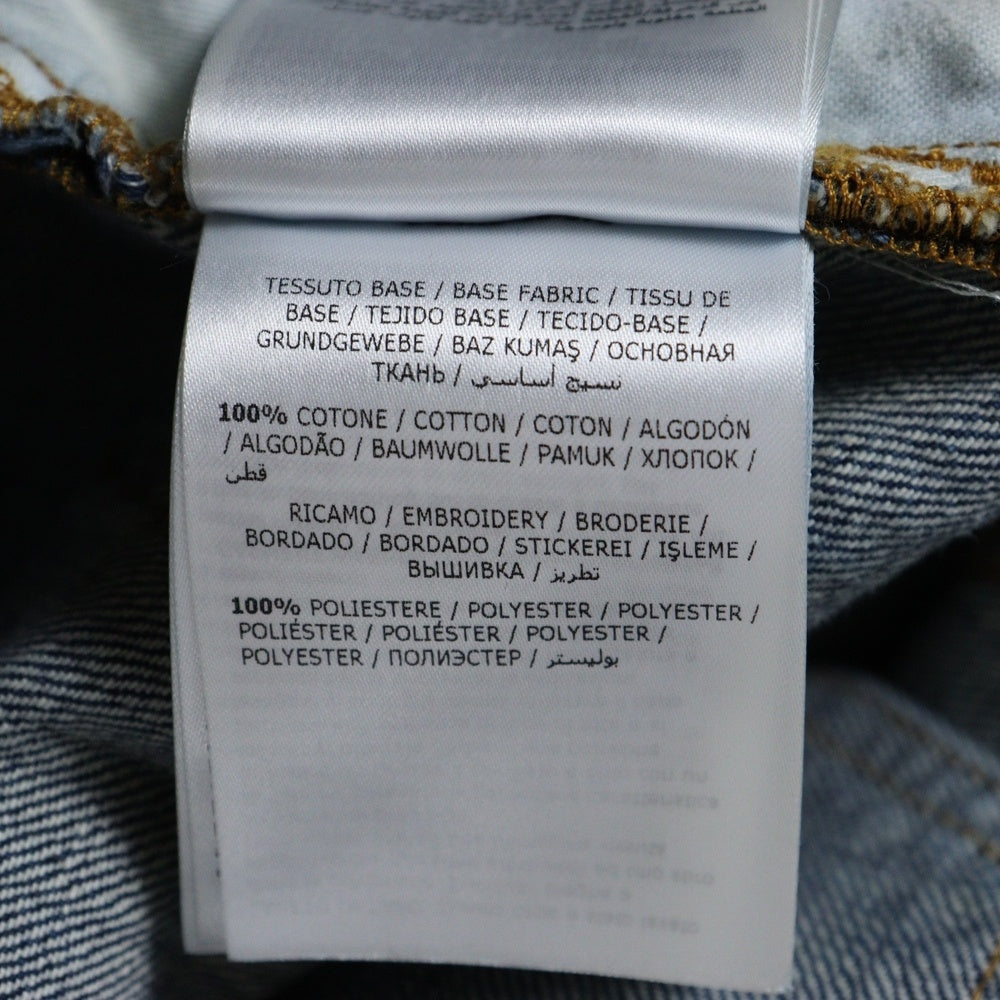 TESSUTO BASE / BASE FABRIC / TISSU DE
BASE / TEJIDO BASE / TECIDO-BASE /
GRUNDGEWEBE / BAZ KUMAŞ / ОСНОВНАЯ
ТКАНЬ / نسيج أساسي
100% COTONE / COTTON / COTON / ALGODÓN
/ ALGODÃO / BAUMWOLLE / PAMUK / ХЛОПОК /
قطن
RICAMO / EMBROIDERY / BRODERIE /
BORDADO / BORDADO / STICKEREI / IŞLEME /
ВЫШИВКА / تطريز
100% POLIESTERE / POLYESTER / POLYESTER /
POLIÉSTER / POLIÉSTER / POLYESTER /
POLYESTER / ПОЛИЭСТЕР / بوليستر